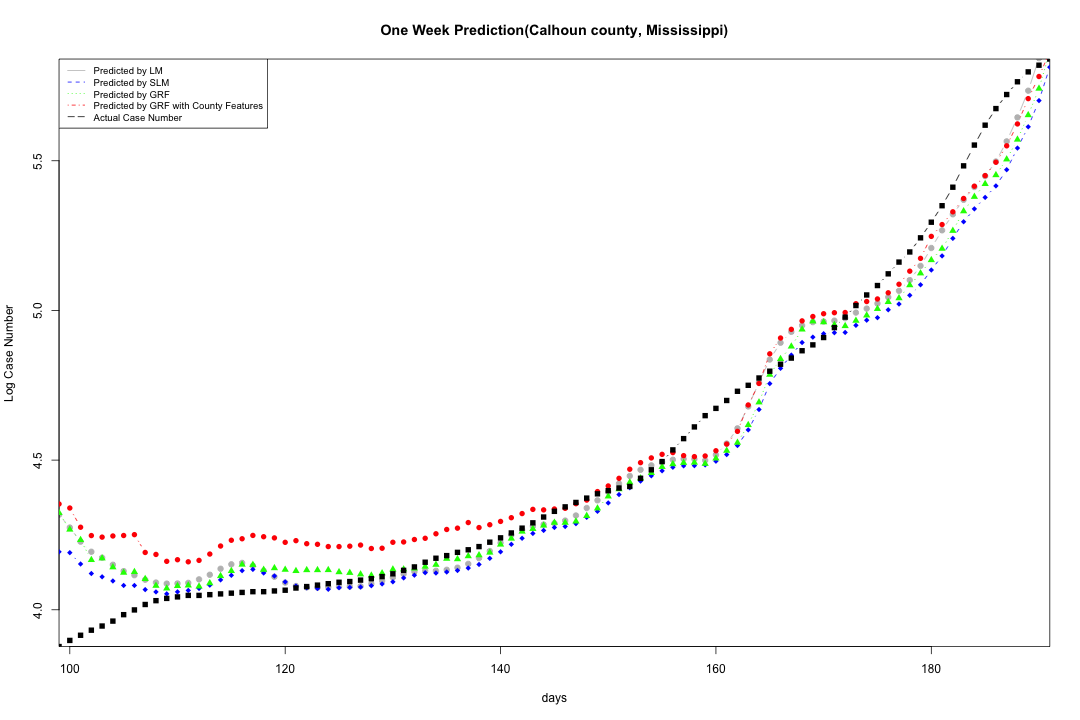 One Week Prediction(Calhoun county, Mississippi)
Predicted by LM
Predicted by SLM
Predicted by GRF
Predicted by GRF with County Features
Actual Case Number
5.5
5.0
4.5
4.0
Log Case Number
100 120 140 160 180
days